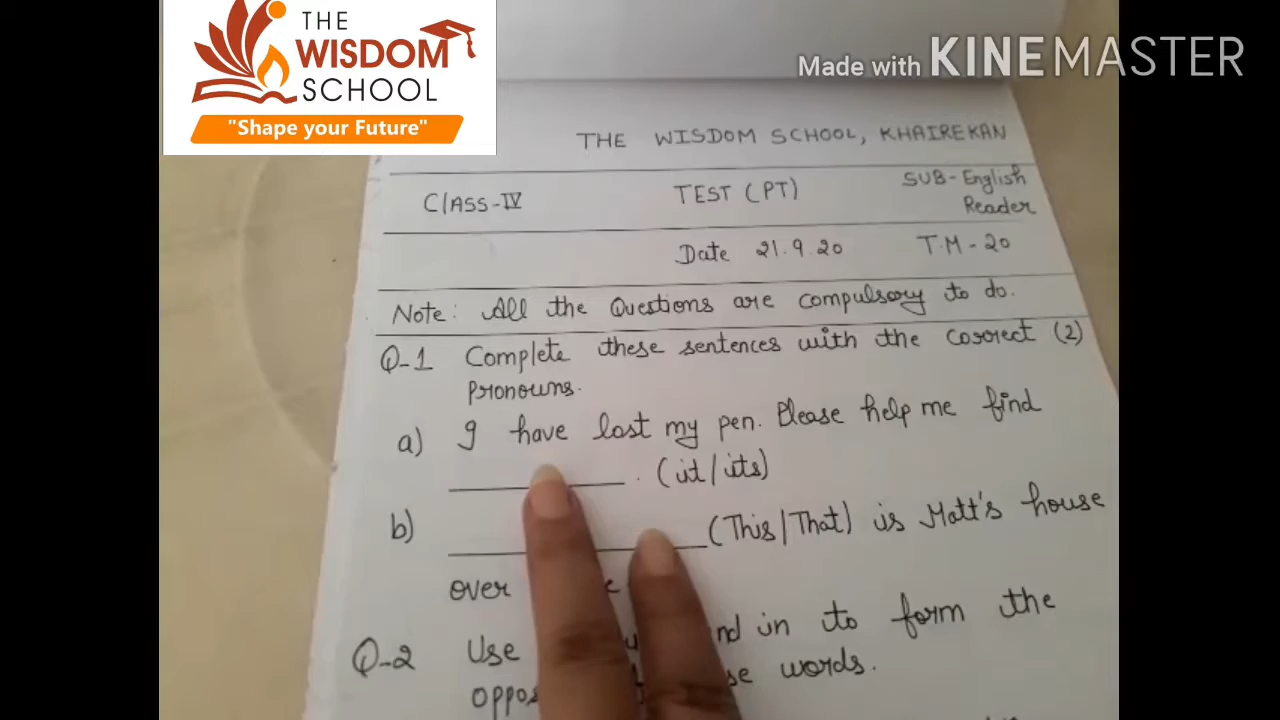 THE
WISDOM
SCHOOL
"Shape your Future"
Made with KINEMASTER
THE WISDOM SCHOOL, KHAIREKAN
Class-IV TEST (PT) SUB- English
Reader
Date 21.9.20 T.M - 20
Note: All the Questions are compulsory to do.
Q-1 Complete these sentences with the correct (2)
pronouns.
a) I have lost my pen. Please help me find
. (it/its)
b) (This/That) is Matt's house
over
Q-2 Use and in to form the
words.